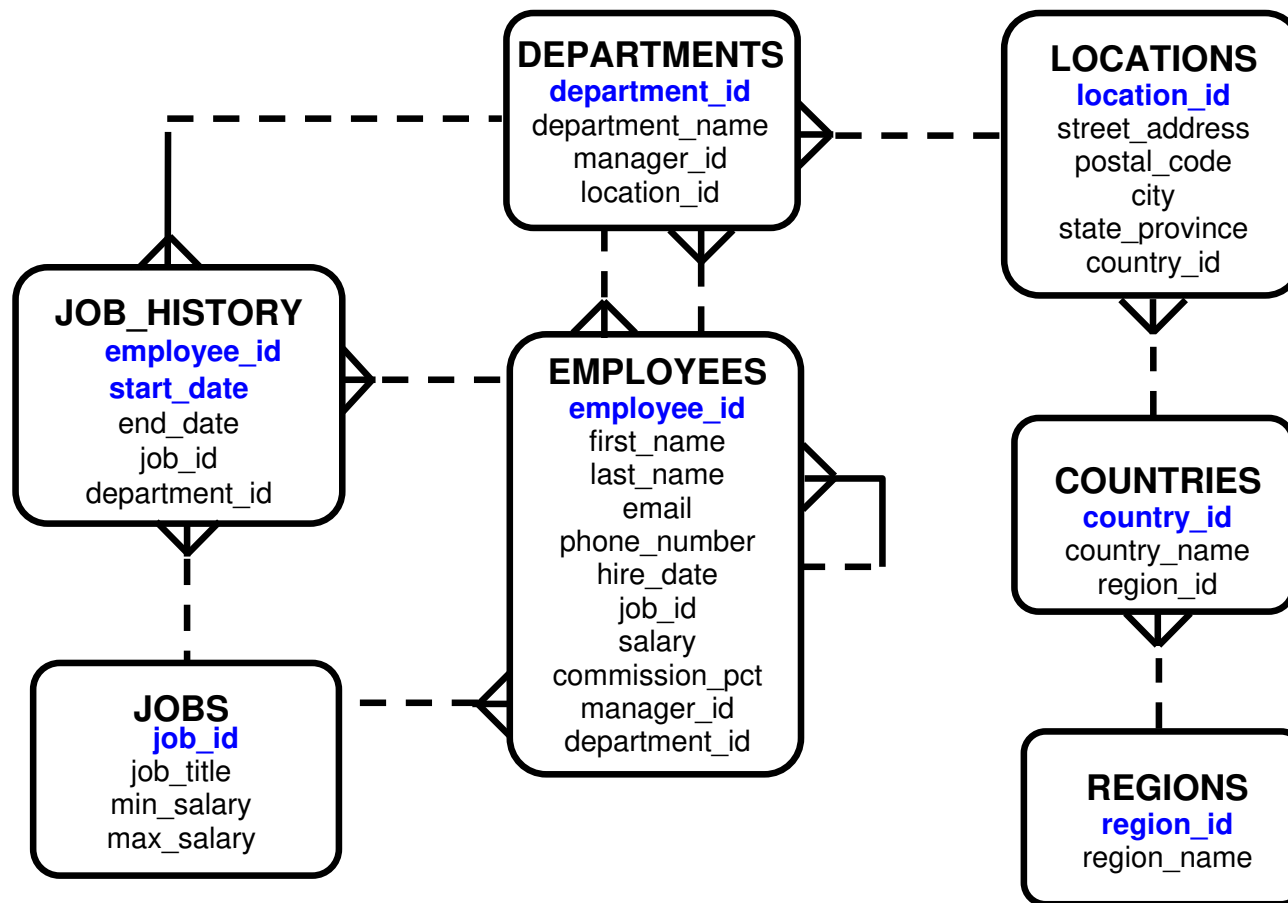 DEPARTMENTS
department_id
department_name
manager_id
location_id
LOCATIONS
location_id
street_address
postal_code
city
state_province
country_id
JOB_HISTORY
employee_id
start_date
end_date
job_id
department_id
EMPLOYEES
employee_id
first_name
last_name
email
phone_number
hire_date
job_id
salary
commission_pct
manager_id
department_id
COUNTRIES
country_id
country_name
region_id
JOBS
job_id
job_title
min_salary
max_salary
REGIONS
region_id
region_name